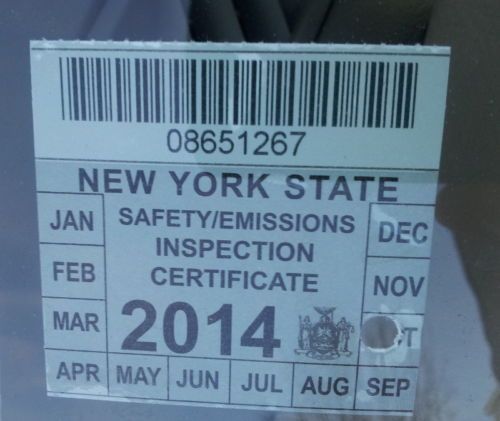 08651267
NEW YORK STATE
SAFETY/EMISSIONS
INSPECTION
CERTIFICATE
2014
JAN
FEB
MAR
APR
MAY
JUN
JUL
AUG
SEP
NOV
DEC